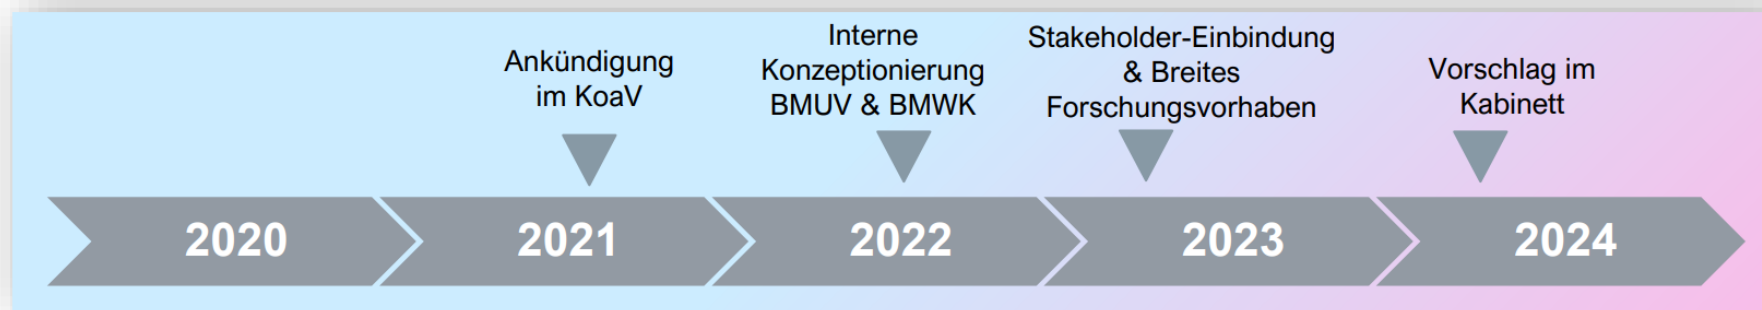 Ankündigung
im KoaV
Interne
Konzeptionierung
BMUV & BMWK
Stakeholder-Einbindung
& Breites
Forschungsvorhaben
Vorschlag im
Kabinett
2020
2021
2022
2023
2024